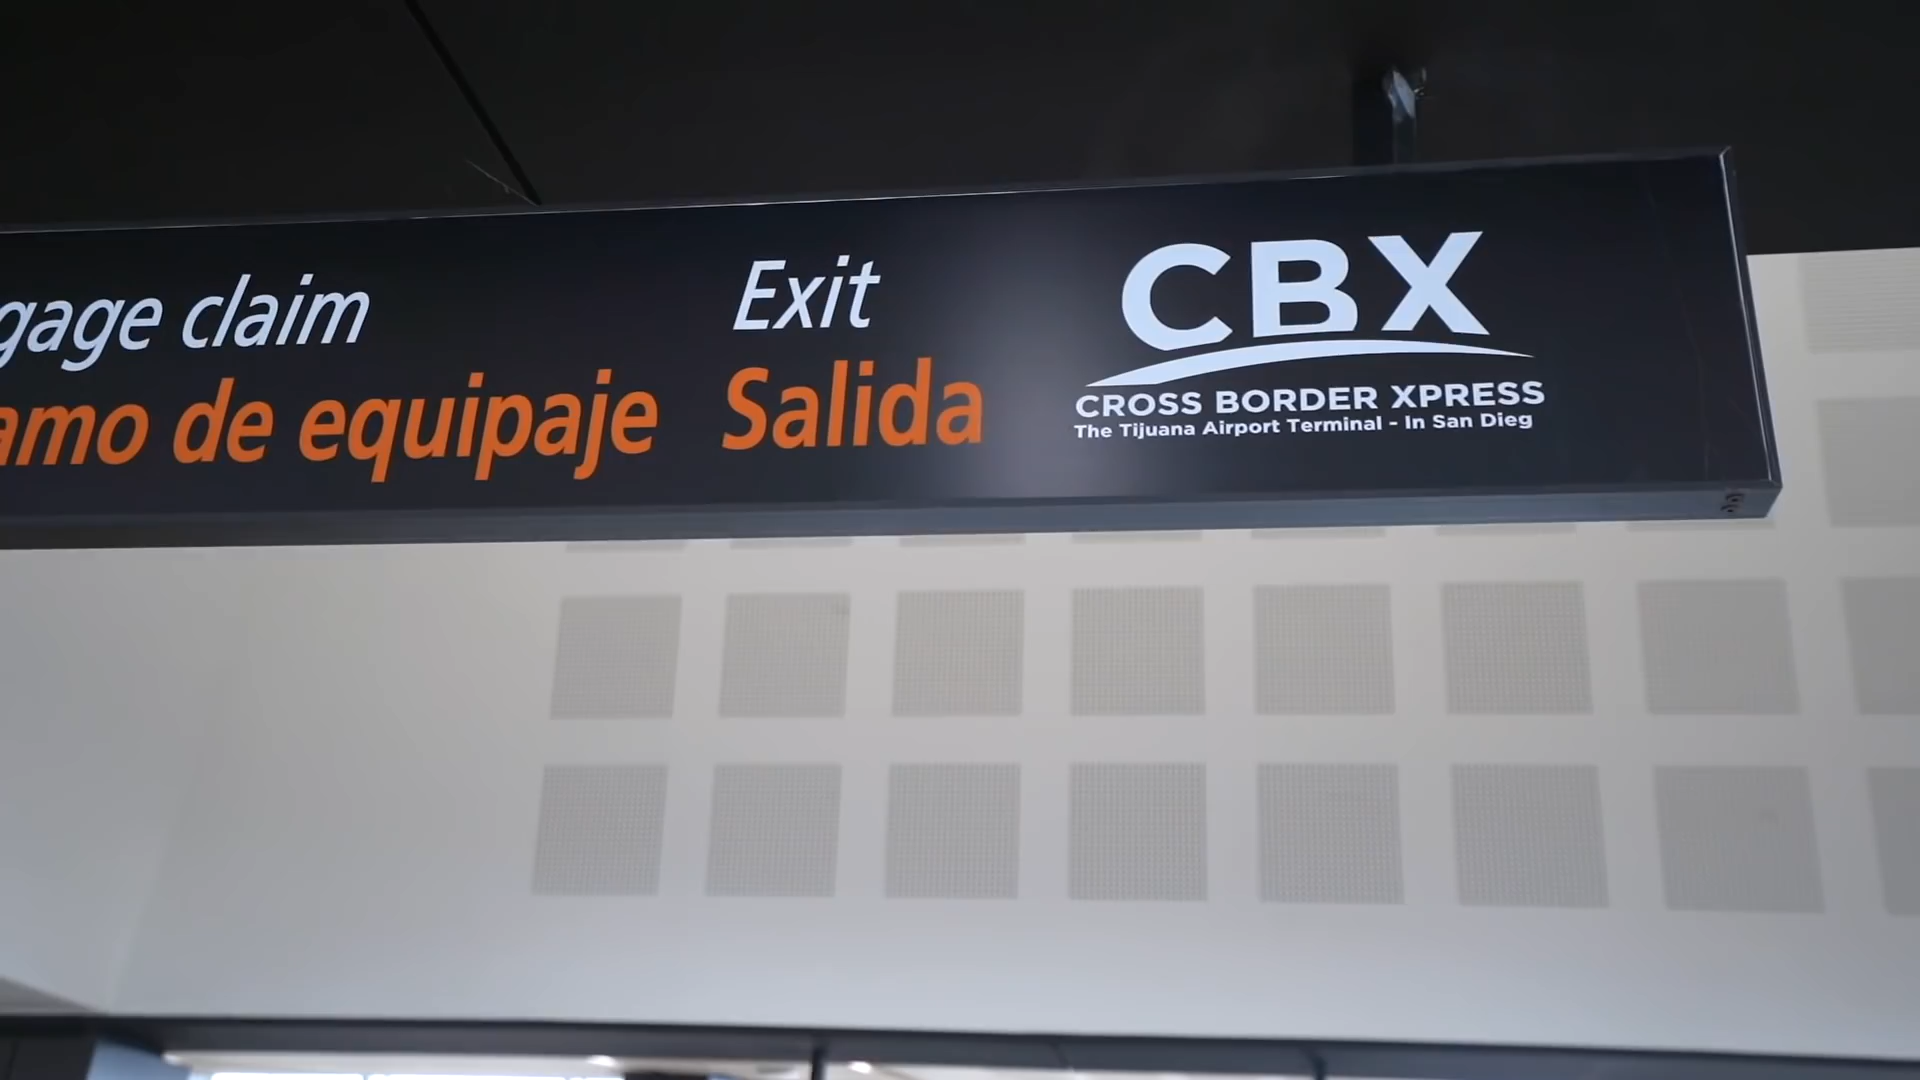 gage claim
amo de equipaje
Exit
Salida
CBX
CROSS BORDER XPRESS
The Tijuana Airport Terminal - In San Dieg